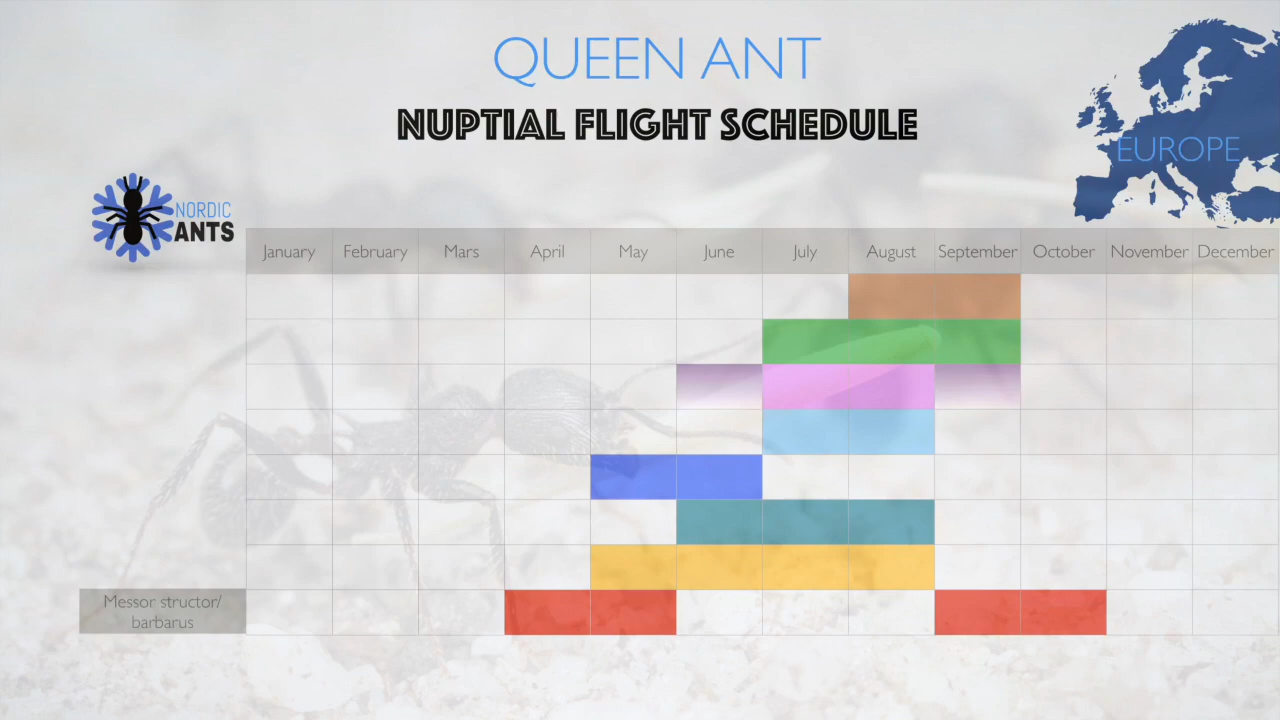 QUEEN ANT
NUPTIAL FLIGHT SCHEDULE
EUROPE
NORDIC
ANTS
January February Mars April May June July August September October November December
Messor structor/
barbarus